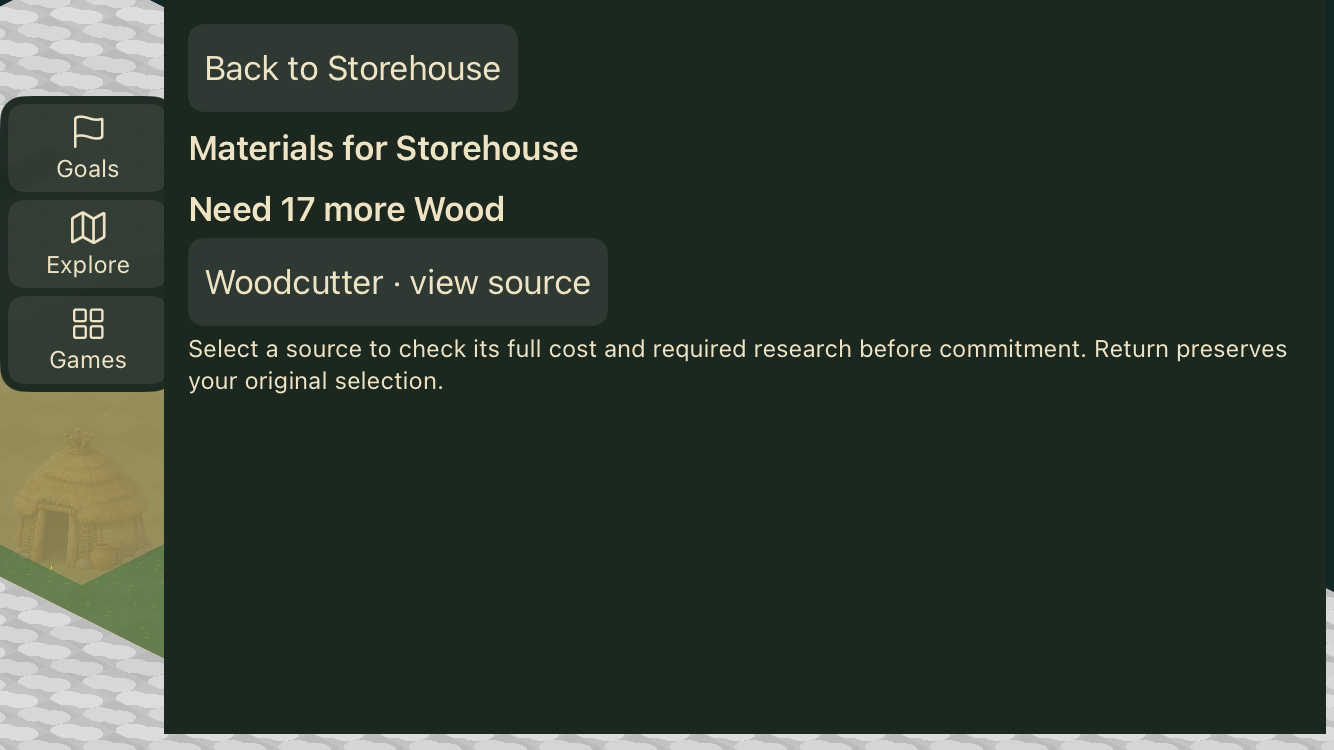 Back to Storehouse
Materials for Storehouse
Need 17 more Wood
Woodcutter · view source
Select a source to check its full cost and required research before commitment. Return preserves
your original selection.
Goals
Explore
Games